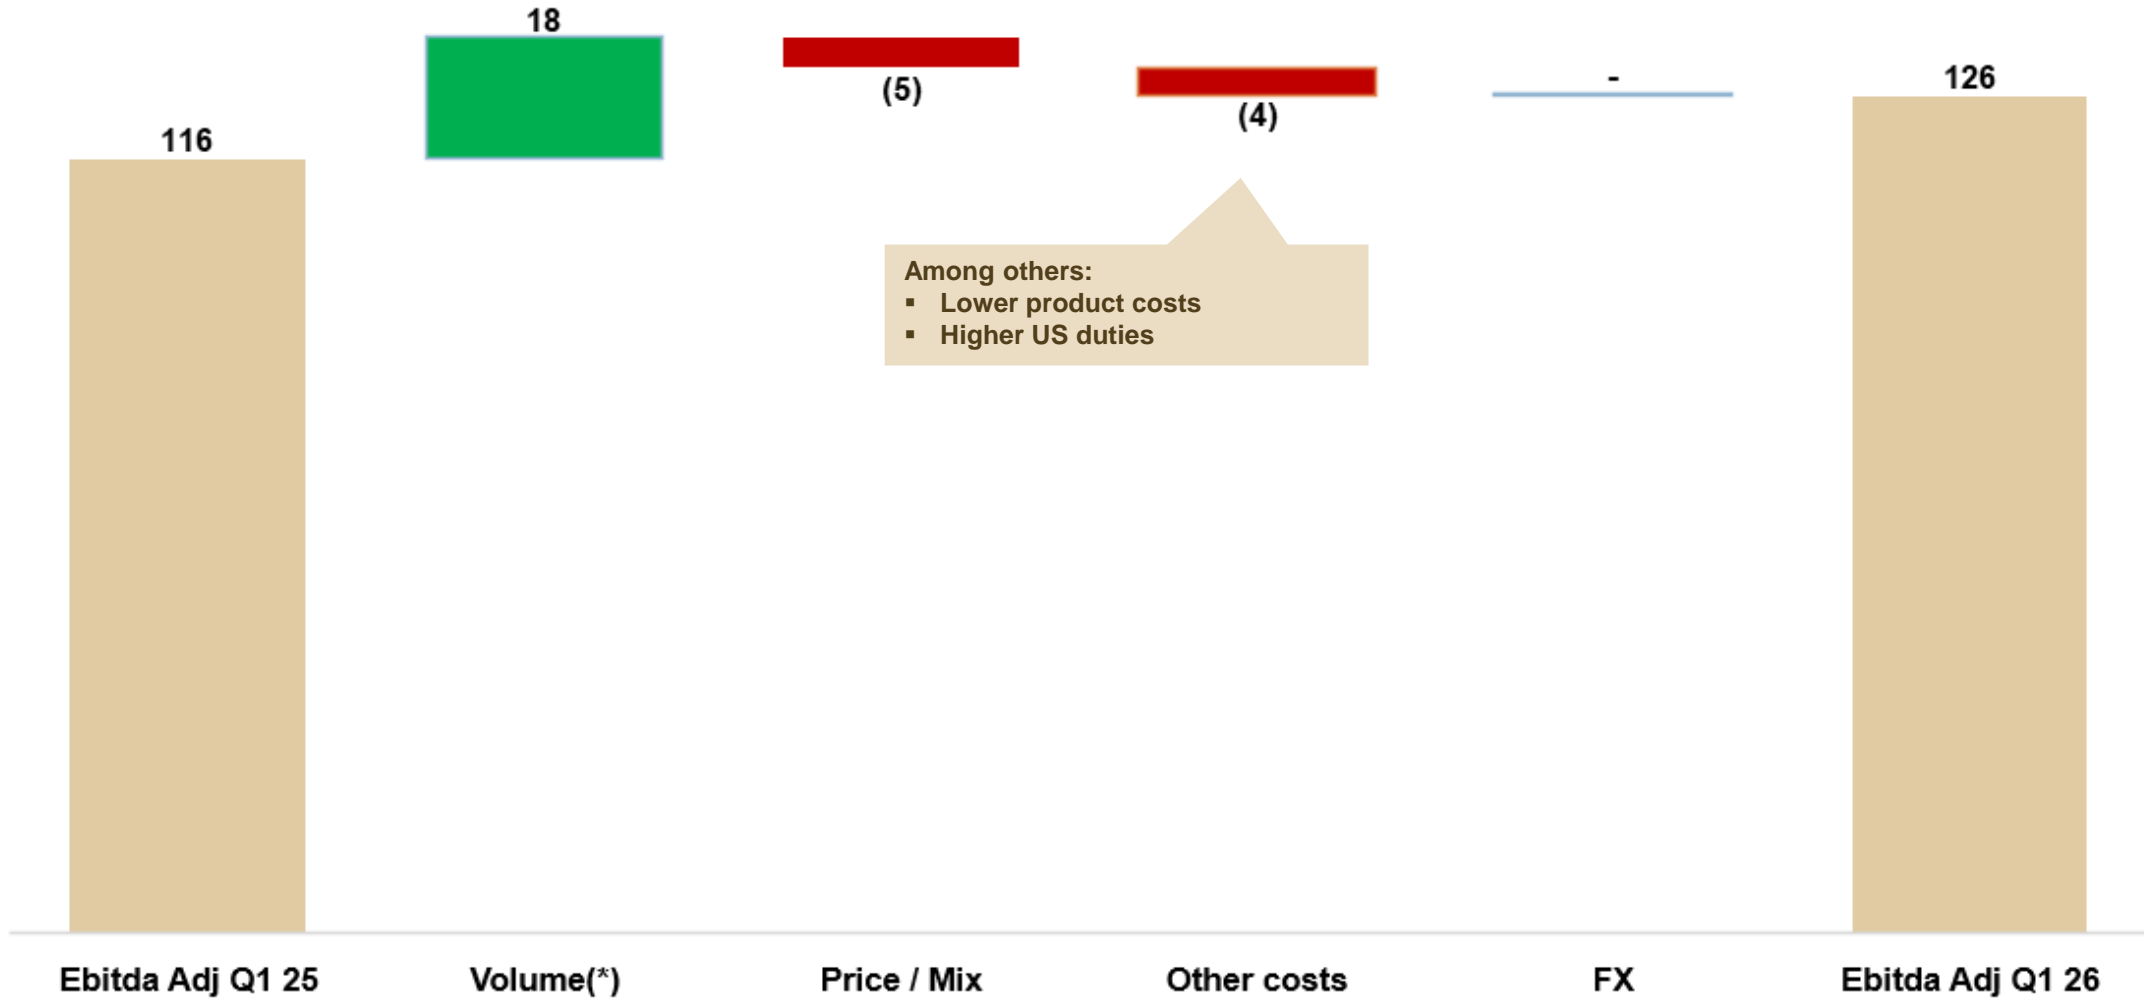 18
(5)
(4)
-
126
116
Among others:
▪ Lower product costs
▪ Higher US duties
Ebitda Adj Q1 25
Volume(*)
Price / Mix
Other costs
FX
Ebitda Adj Q1 26